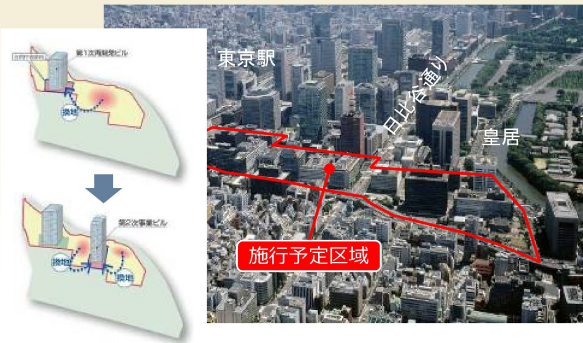 第1次再開発ビル
換地
第2次事業ビル
換地
換地
東京駅
日比谷通り
皇居
施行予定区域